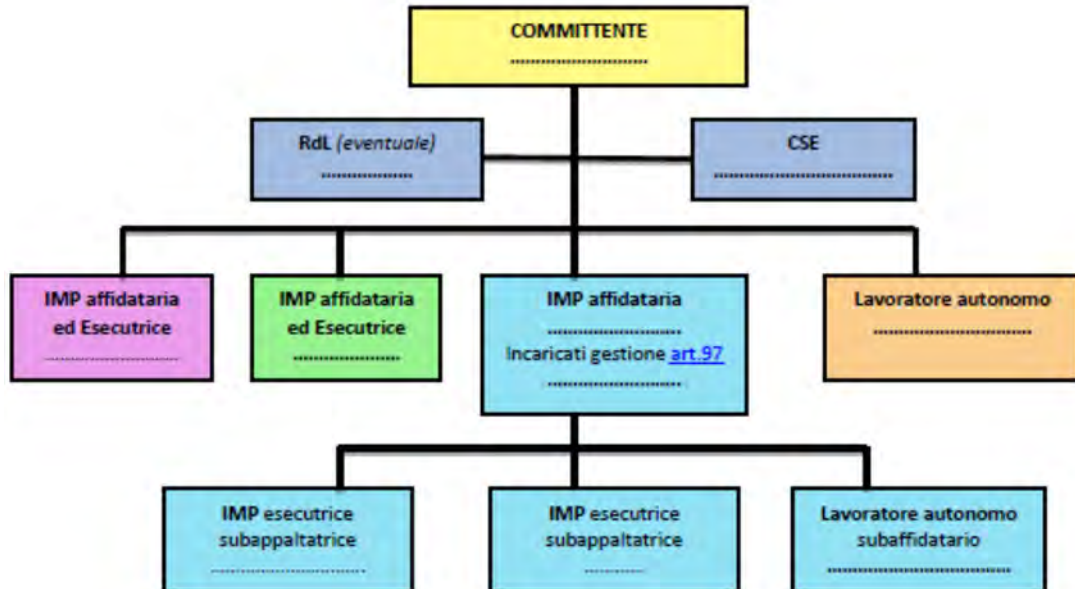 COMMITTENTE
..............................
RdL (eventuale)
....................
CSE
.......................................
IMP affidataria
ed Esecutrice
..............................
IMP affidataria
ed Esecutrice
.......................
IMP affidataria
.............................
Incaricati gestione art.97
.............................
Lavoratore autonomo
...................................
IMP esecutrice
subappaltatrice
..................................
IMP esecutrice
subappaltatrice
.............
Lavoratore autonomo
subaffidatario
........................................